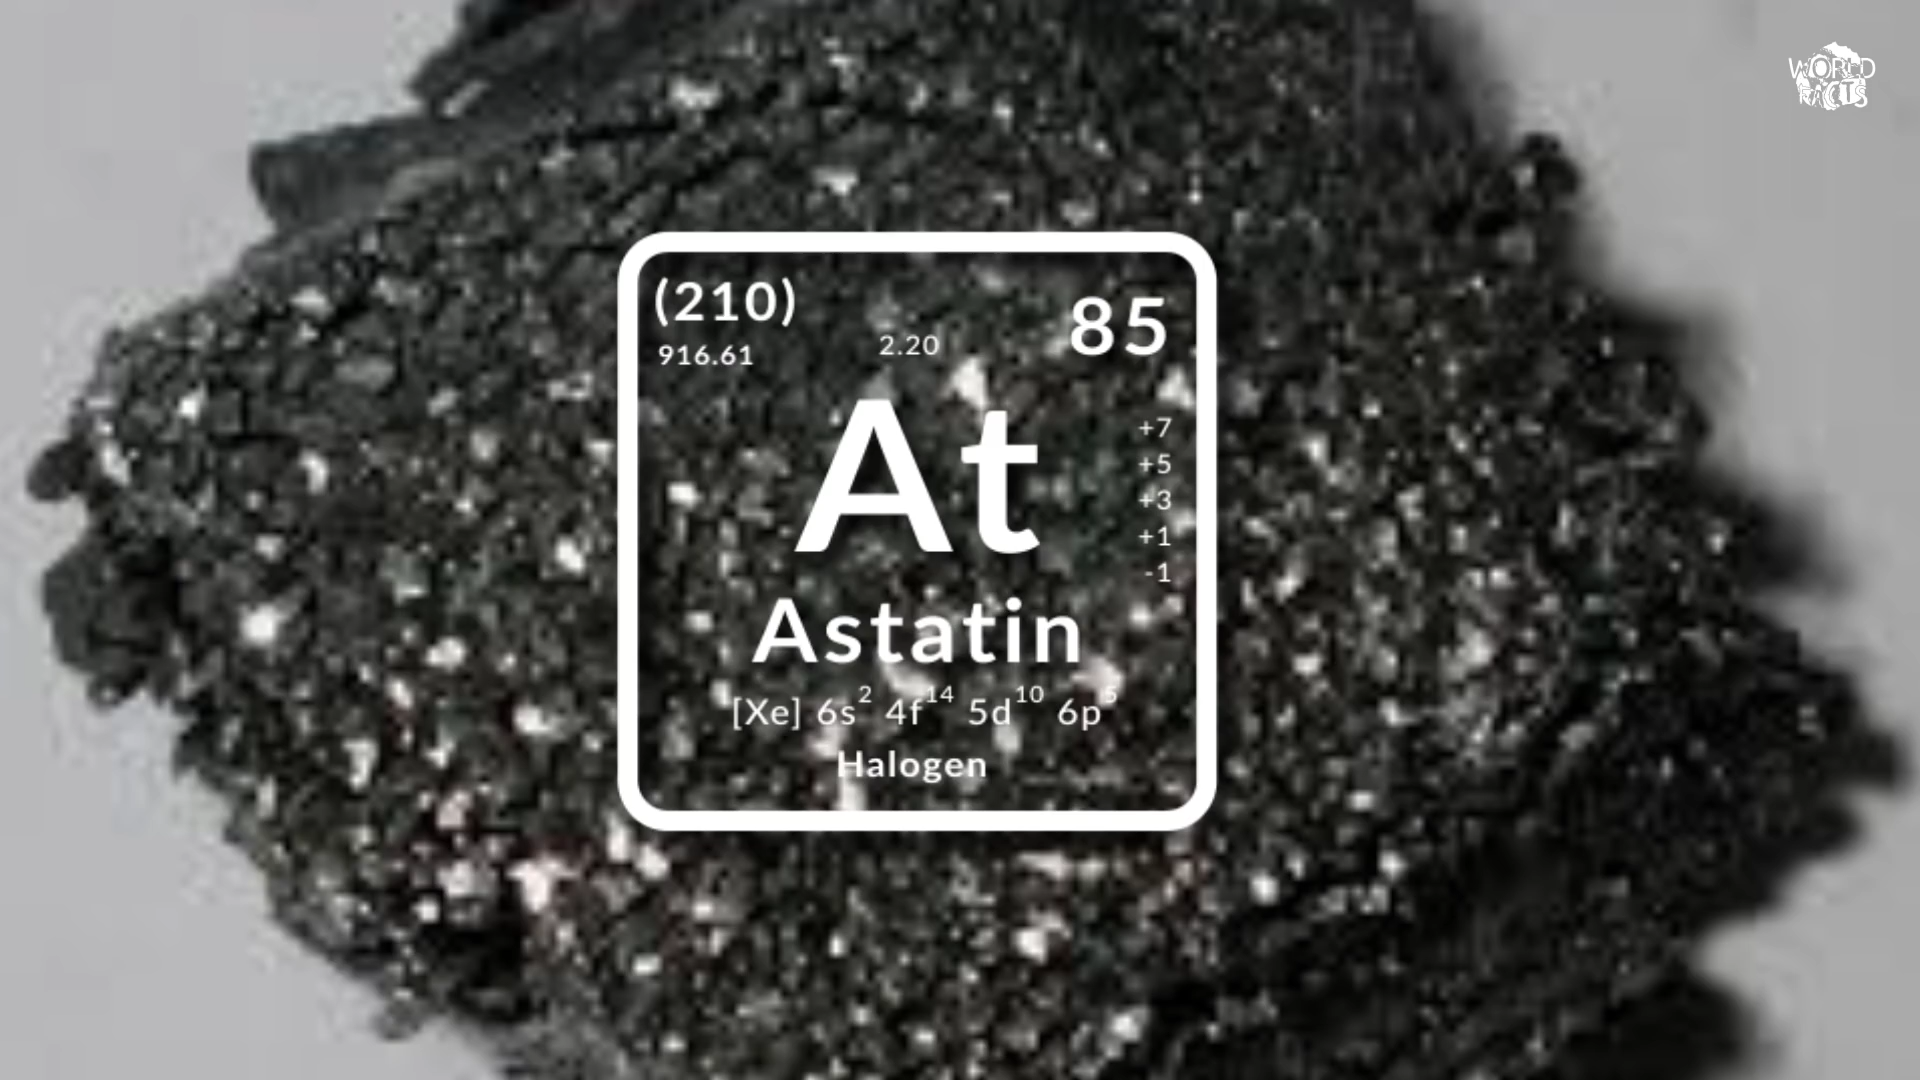 WORLD
FACTS
(210)
85
916.61
2.20
At
+7
+5
+3
+1
-1
Astatin
[Xe] 6s² 4f¹⁴ 5d¹⁰ 6p⁵
Halogen